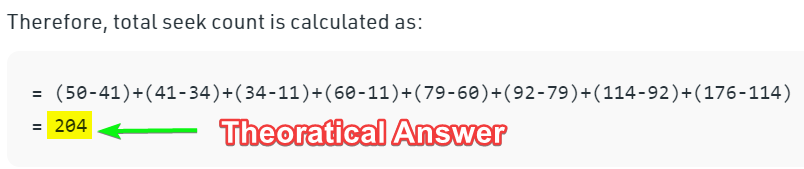 Therefore, total seek count is calculated as:
= (50-41)+(41-34)+(34-11)+(60-11)+(79-60)+(92-79)+(114-92)+(176-114)
= 204 Theoratical Answer